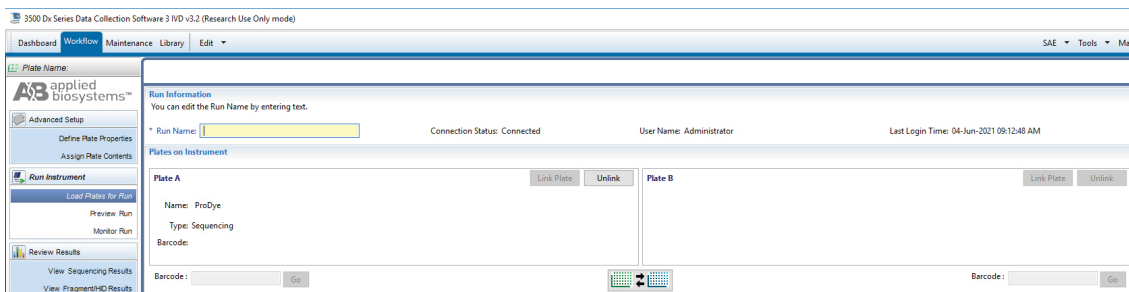 3500 Dx Series Data Collection Software 3 IVD v3.2 (Research Use Only mode)
Dashboard Workflow Maintenance Library Edit SAE Tools
Plate Name:
AB applied biosystems™
Run Information
You can edit the Run Name by entering text.
Advanced Setup
Define Plate Properties
Assign Plate Contents
* Run Name: Connection Status: Connected User Name: Administrator Last Login Time: 04-Jun-2021 09:12:48 AM
Plates on Instrument
Run Instrument
Load Plates for Run
Preview Run
Monitor Run
Plate A Link Plate Unlink Plate B Link Plate Unlink
Name: ProDye
Type: Sequencing
Barcode:
Review Results
View Sequencing Results
View Fragment/HID Results
Barcode: Go Barcode: Go